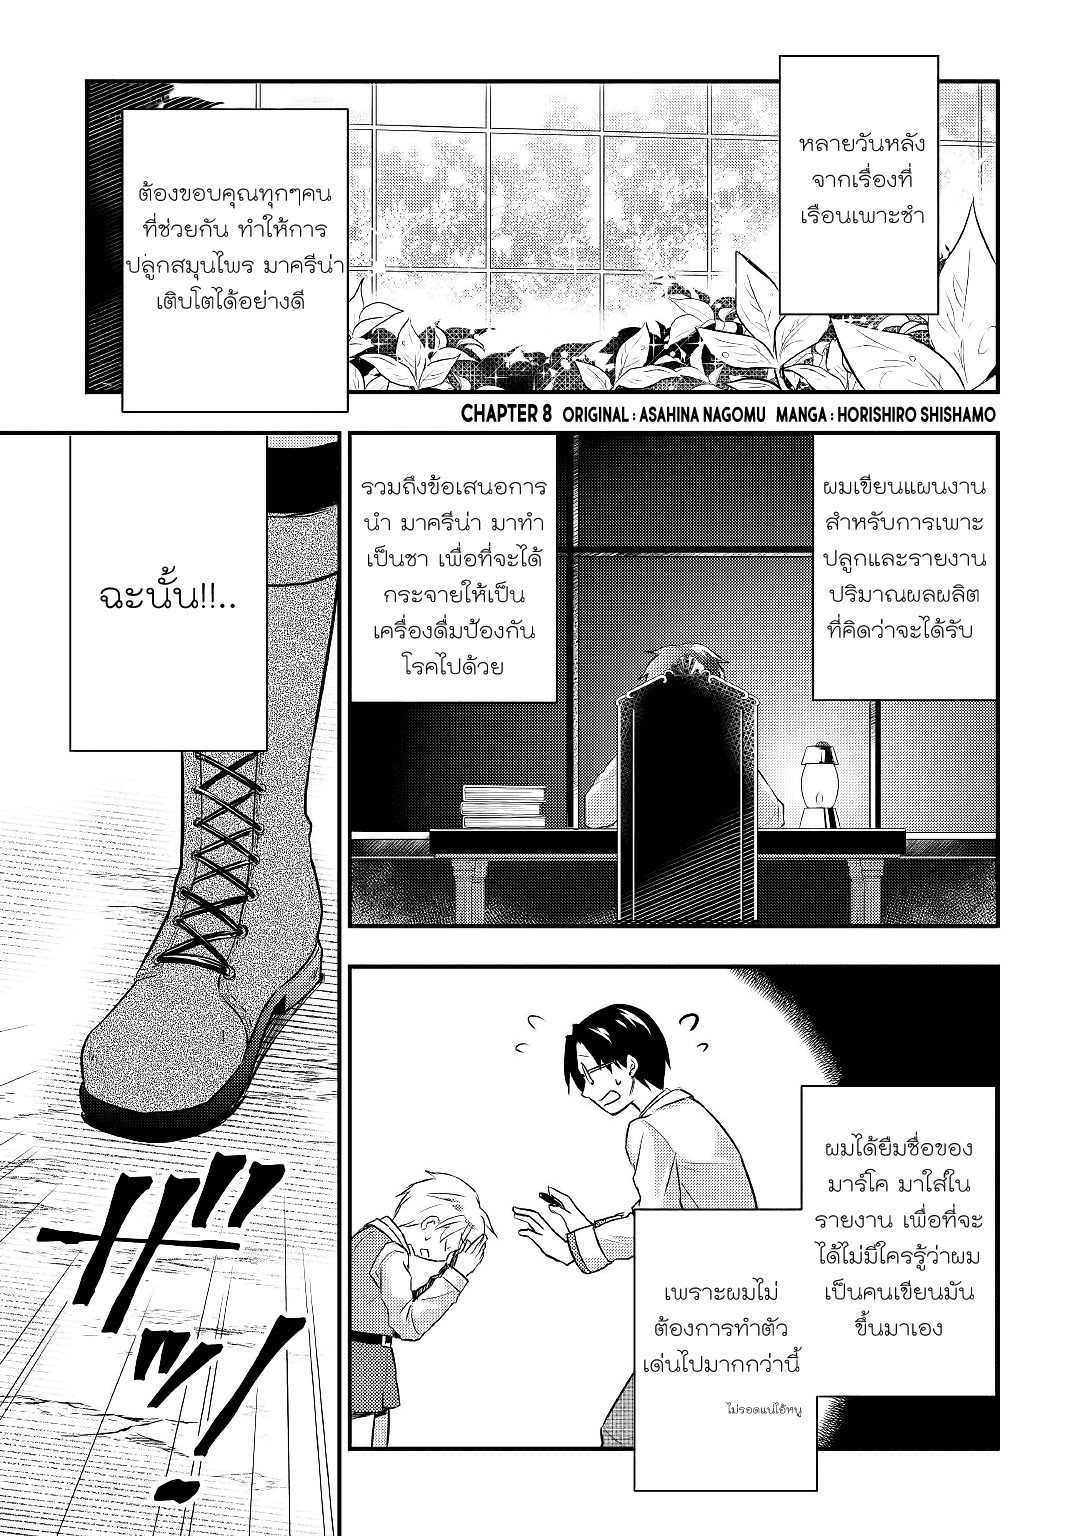 หลายวันหลัง
จากเรื่องที่
เรือนเพาะชำ
ต้องขอบคุณทุกๆคน
ที่ช่วยกัน ทำให้การ
ปลูกสมุนไพร มาครีน่า
เติบโตได้อย่างดี
CHAPTER 8 ORIGINAL : ASAHINA NAGOMU MANGA : HORISHIRO SHISHAMO
ผมเขียนแผนงาน
สำหรับการเพาะ
ปลูกและรายงาน
ปริมาณผลผลิต
ที่คิดว่าจะได้รับ
รวมถึงข้อเสนอการ
นำ มาครีน่า มาทำ
เป็นชา เพื่อที่จะได้
กระจายให้เป็น
เครื่องดื่มป้องกัน
โรคไปด้วย
ผมได้ยืมชื่อของ
มาร์โค มาใส่ใน
รายงาน เพื่อที่จะ
ได้ไม่มีใครรู้ว่าผม
เป็นคนเขียนมัน
ขึ้นมาเอง
เพราะผมไม่
ต้องการทำตัว
เด่นไปมากกว่านี้
ไม่รอดแน่ไอ้หนู
ฉะนั้น!!..
ザッ!